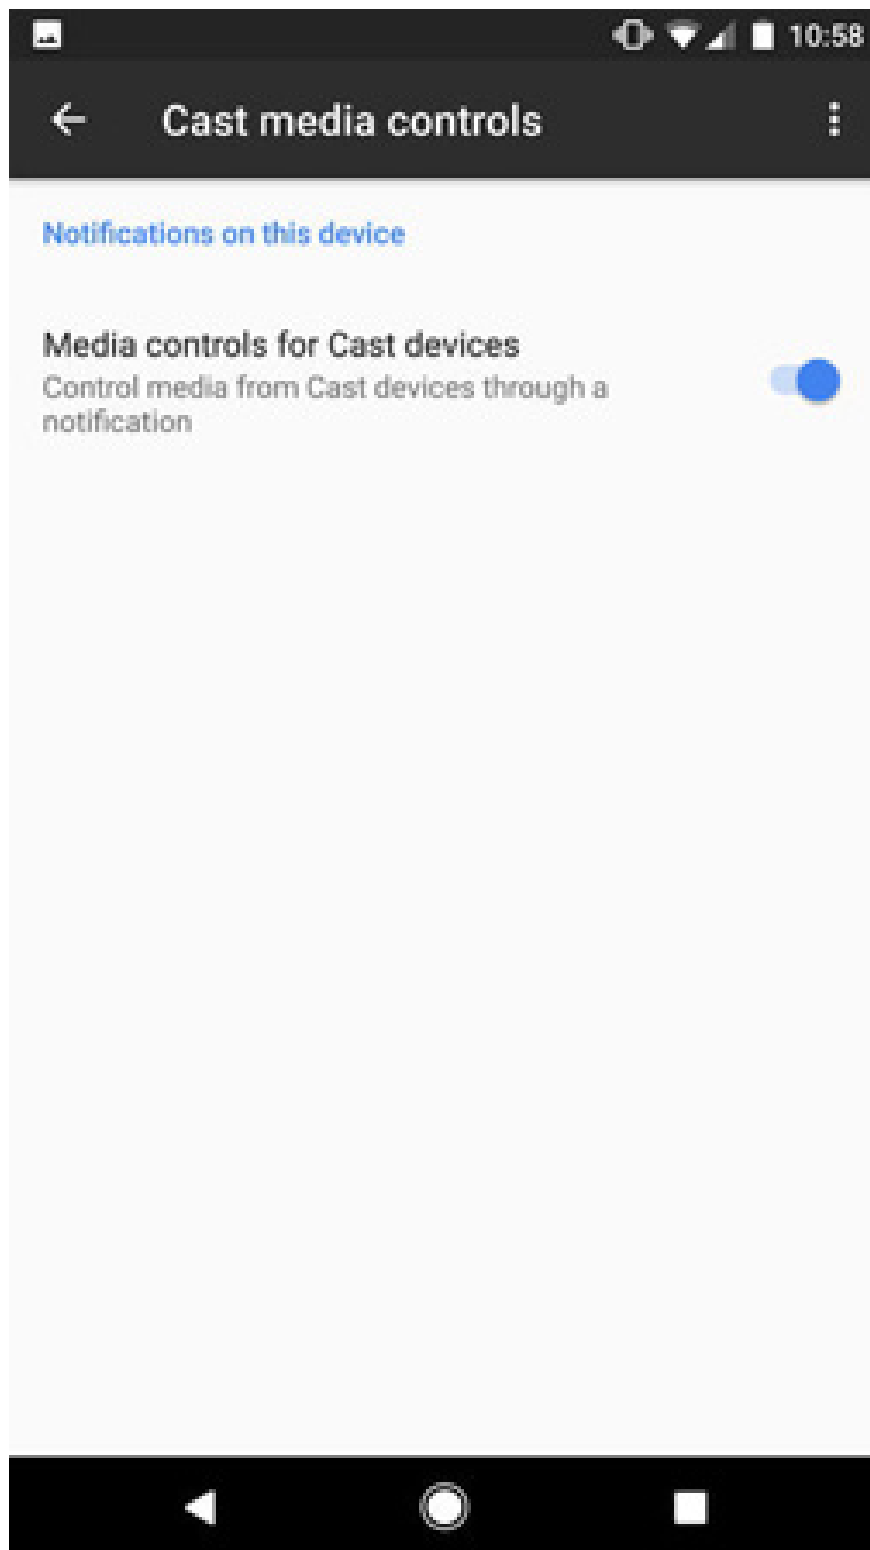 10:58
Cast media controls
Notifications on this device
Media controls for Cast devices
Control media from Cast devices through a
notification